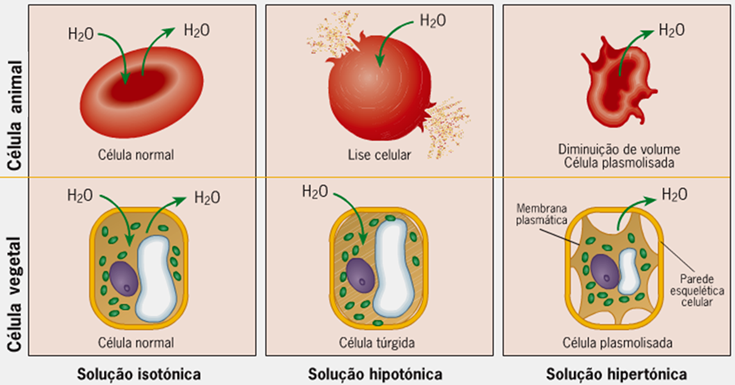 Célula animal
H2O
H2O
Célula normal
H2O
Lise celular
H2O
Diminuição de volume
Célula plasmolisada
Célula vegetal
H2O
H2O
Célula normal
H2O
Célula túrgida
H2O
Membrana
plasmática
Parede
esquelética
celular
Célula plasmolisada
Solução isotónica
Solução hipotónica
Solução hipertónica